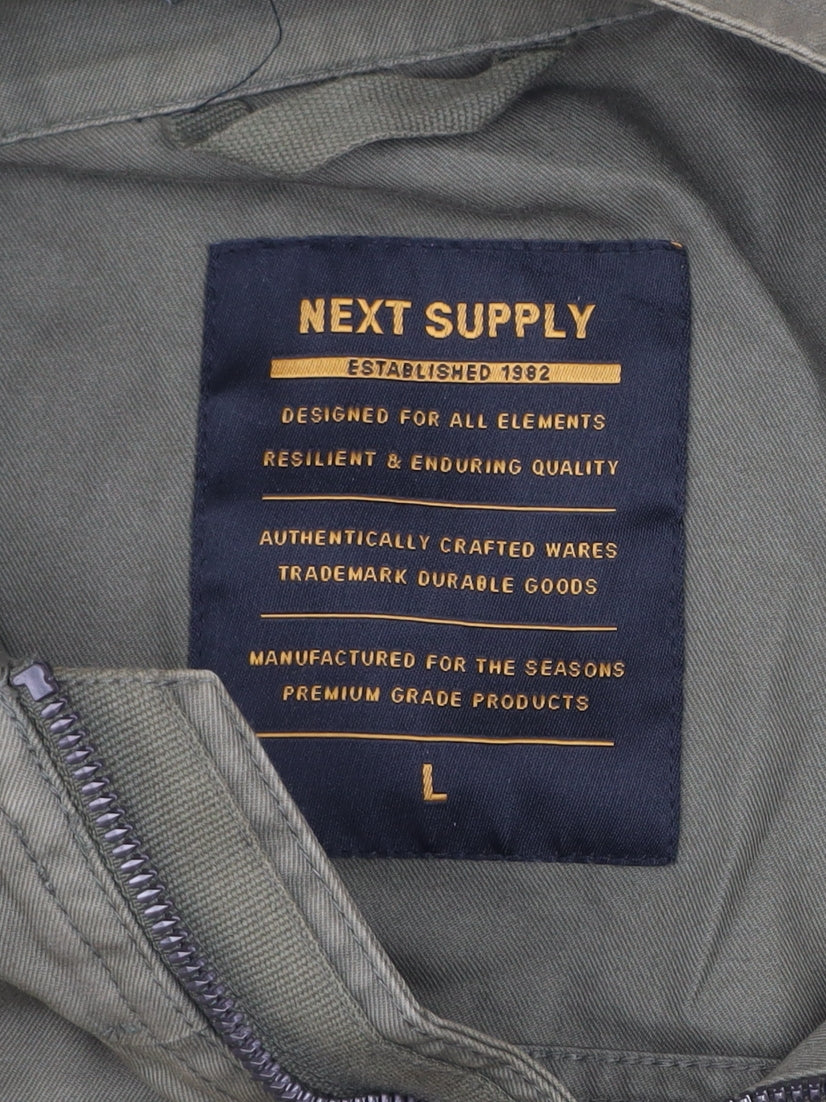 NEXT SUPPLY
ESTABLISHED 1982
DESIGNED FOR ALL ELEMENTS
RESILIENT & ENDURING QUALITY
AUTHENTICALLY CRAFTED WARES
TRADEMARK DURABLE GOODS
MANUFACTURED FOR THE SEASONS
PREMIUM GRADE PRODUCTS
L